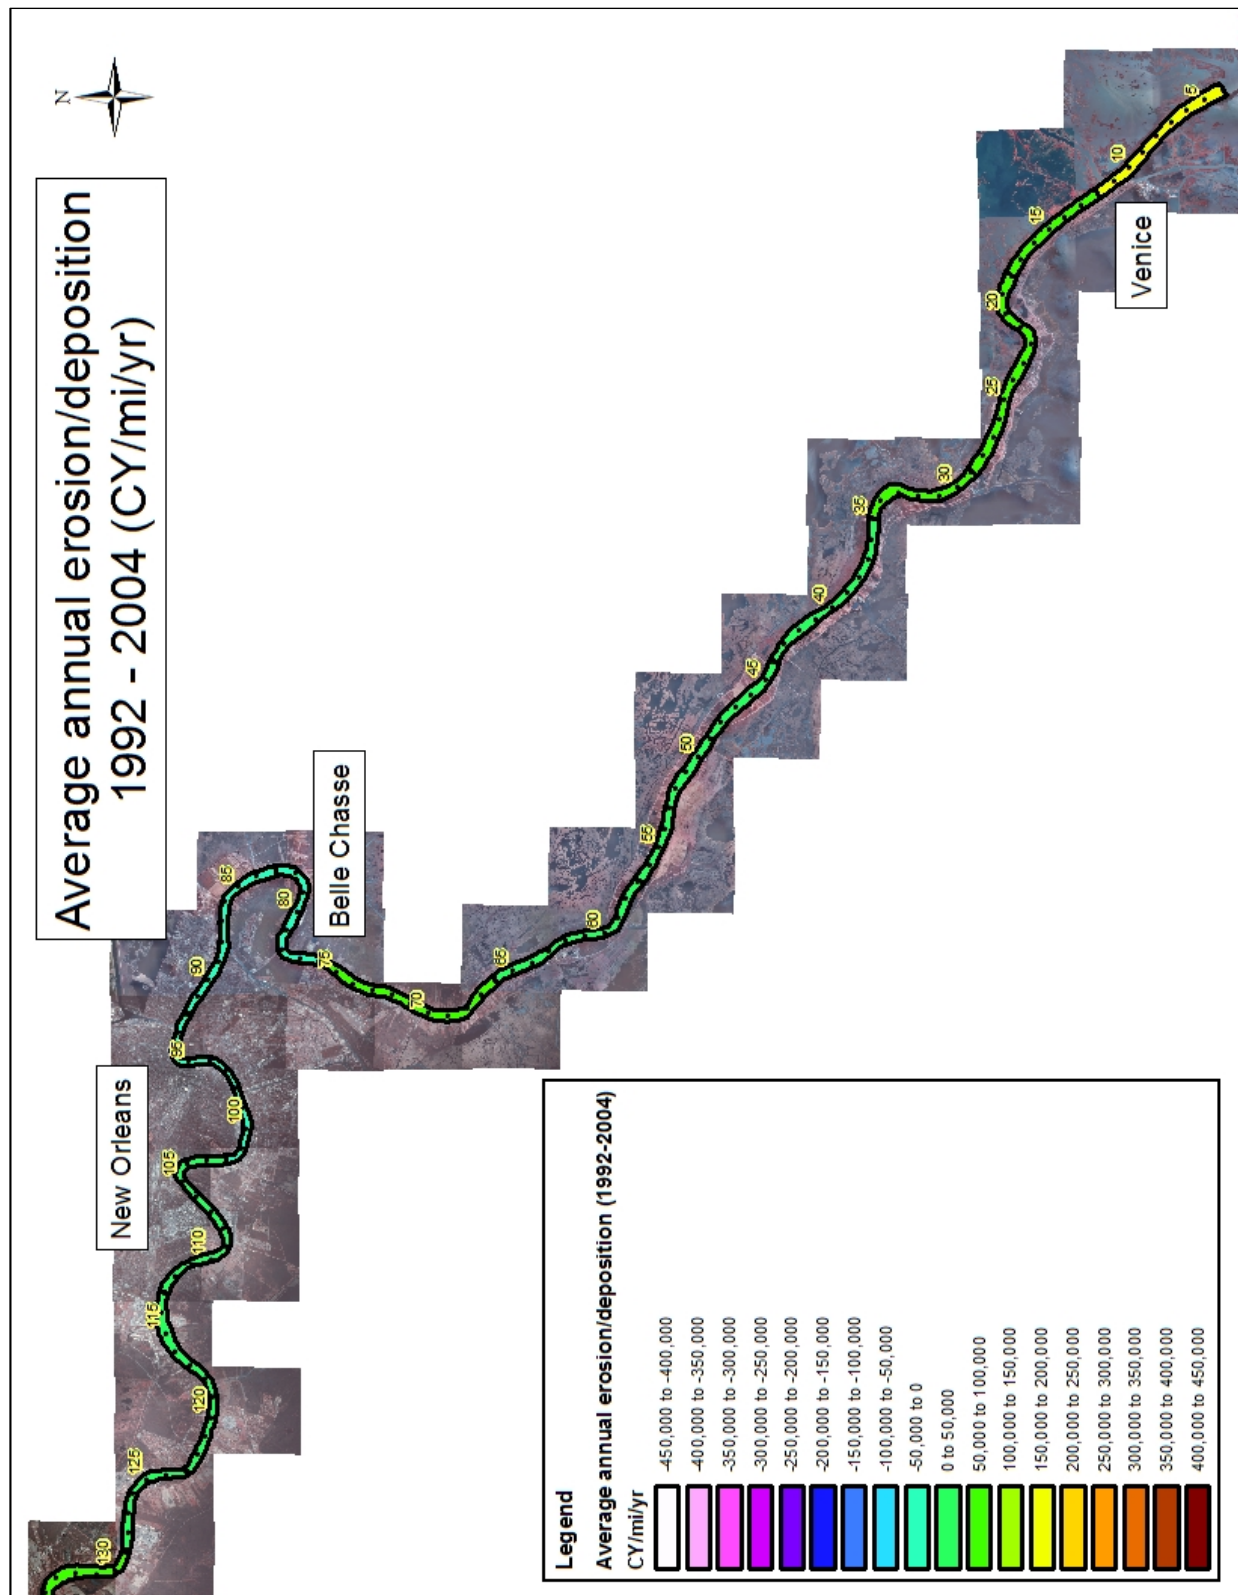 Average annual erosion/deposition
1992 - 2004 (CY/mi/yr)
N
New Orleans
Belle Chasse
Venice
130
125
120
115
110
105
100
95
90
85
80
75
70
65
60
55
50
45
40
35
30
25
20
15
10
5
Legend
Average annual erosion/deposition (1992-2004)
CY/mi/yr
-450,000 to -400,000
-400,000 to -350,000
-350,000 to -300,000
-300,000 to -250,000
-250,000 to -200,000
-200,000 to -150,000
-150,000 to -100,000
-100,000 to -50,000
-50,000 to 0
0 to 50,000
50,000 to 100,000
100,000 to 150,000
150,000 to 200,000
200,000 to 250,000
250,000 to 300,000
300,000 to 350,000
350,000 to 400,000
400,000 to 450,000